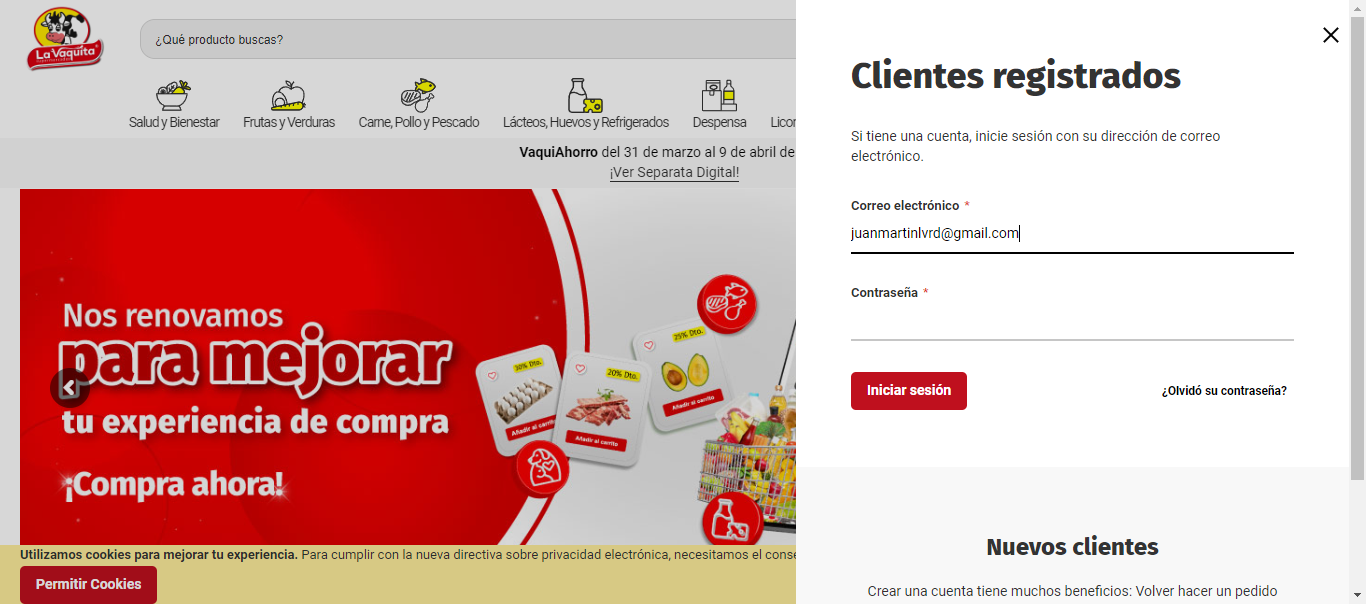 La Vaquita
¿Qué producto buscas?
Salud y Bienestar
Frutas y Verduras
Carne, Pollo y Pescado
Lácteos, Huevos y Refrigerados
Despensa
Licor
VaquiAhorro del 31 de marzo al 9 de abril de
¡Ver Separata Digital!
Nos renovamos
para mejorar
tu experiencia de compra
¡Compra ahora!
30% Dto.
Añadir al carrito
20% Dto.
Añadir al carrito
25% Dto.
Añadir al carrito
Utilizamos cookies para mejorar tu experiencia. Para cumplir con la nueva directiva sobre privacidad electrónica, necesitamos el conse
Permitir Cookies
Clientes registrados
Si tiene una cuenta, inicie sesión con su dirección de correo
electrónico.
Correo electrónico *
juanmartinlvrd@gmail.com
Contraseña *
Iniciar sesión
¿Olvidó su contraseña?
Nuevos clientes
Crear una cuenta tiene muchos beneficios: Volver hacer un pedido